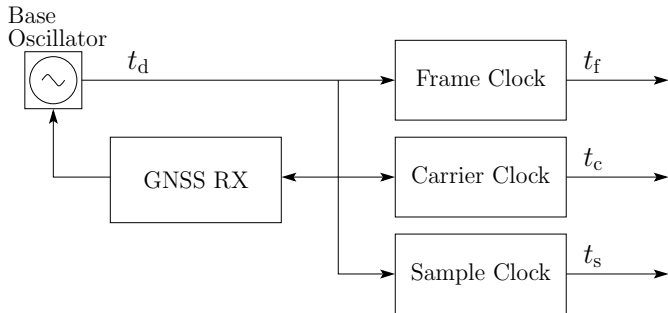 Base
Oscillator
t_d
Frame Clock
t_f
GNSS RX
Carrier Clock
t_c
Sample Clock
t_s